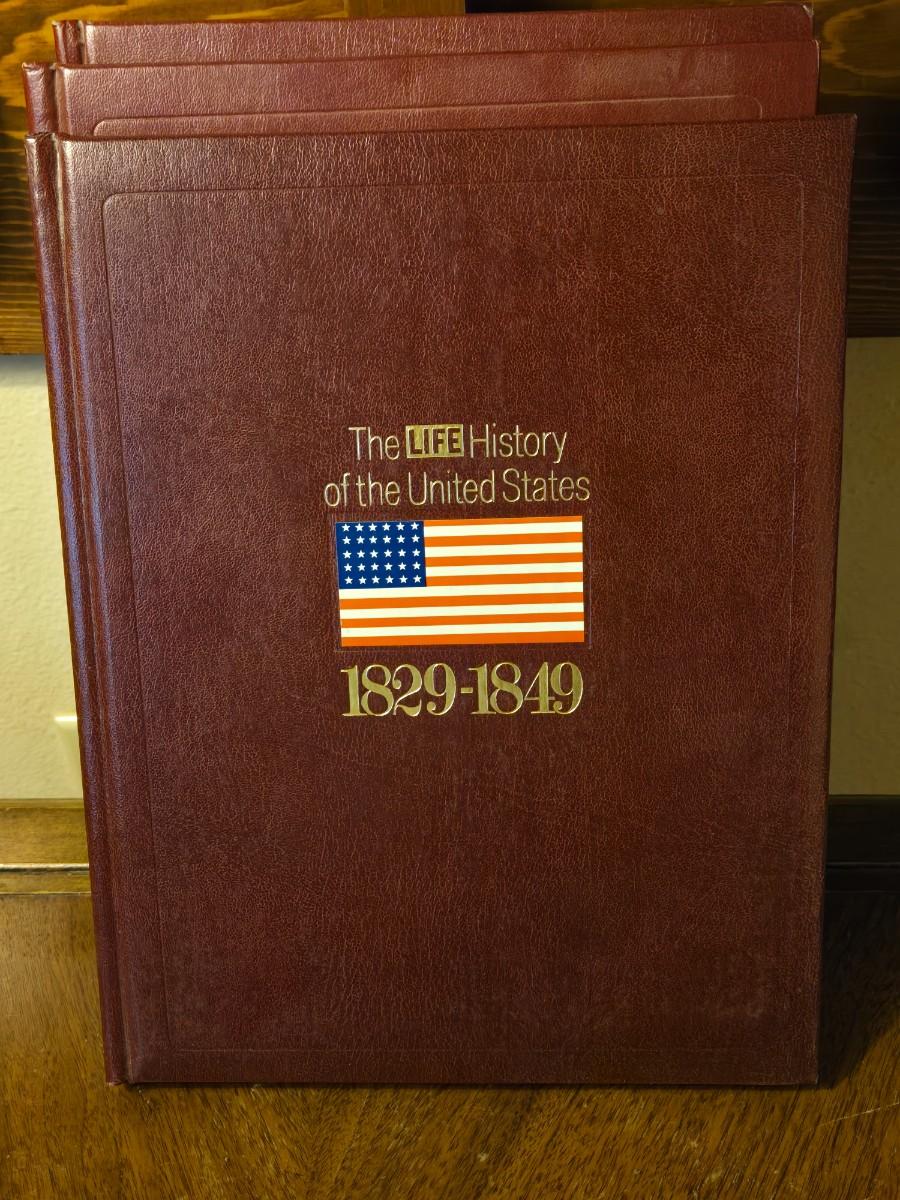 The LIFE History
of the United States
1829-1849